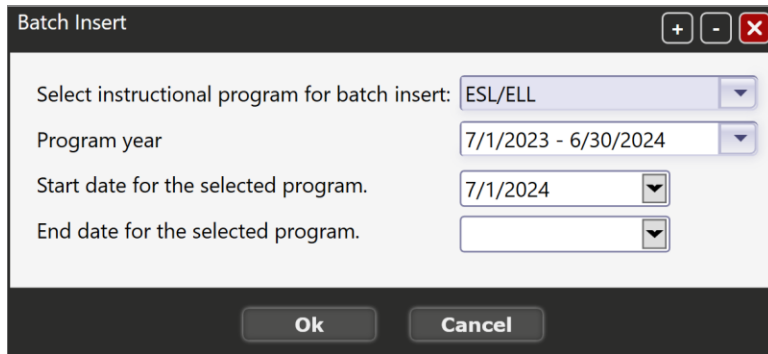 Batch Insert
+ -
Select instructional program for batch insert: ESL/ELL
Program year 7/1/2023 - 6/30/2024
Start date for the selected program. 7/1/2024
End date for the selected program.
Ok Cancel